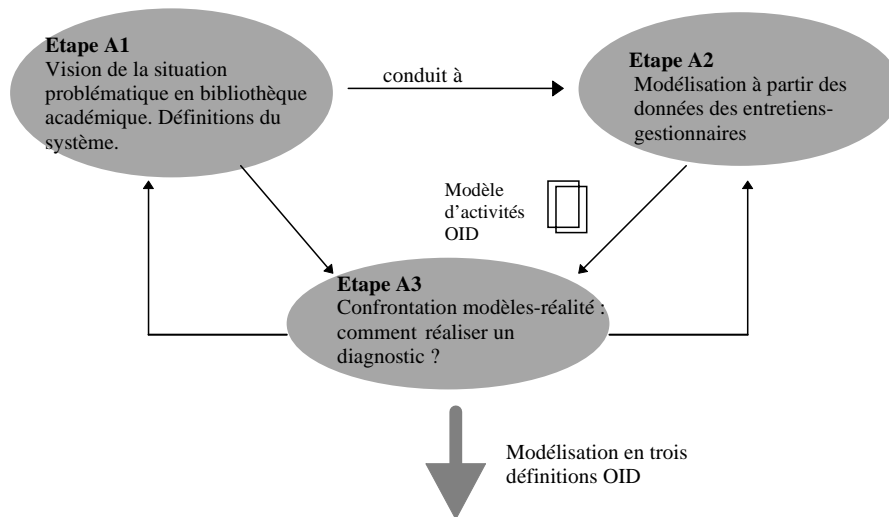 Etape A1
Vision de la situation
problématique en bibliothèque
académique. Définitions du
système.
conduit à
Etape A2
Modélisation à partir des
données des entretiens-
gestionnaires
Modèle
d'activités
OID
Etape A3
Confrontation modèles-réalité :
comment réaliser un
diagnostic ?
Modélisation en trois
définitions OID